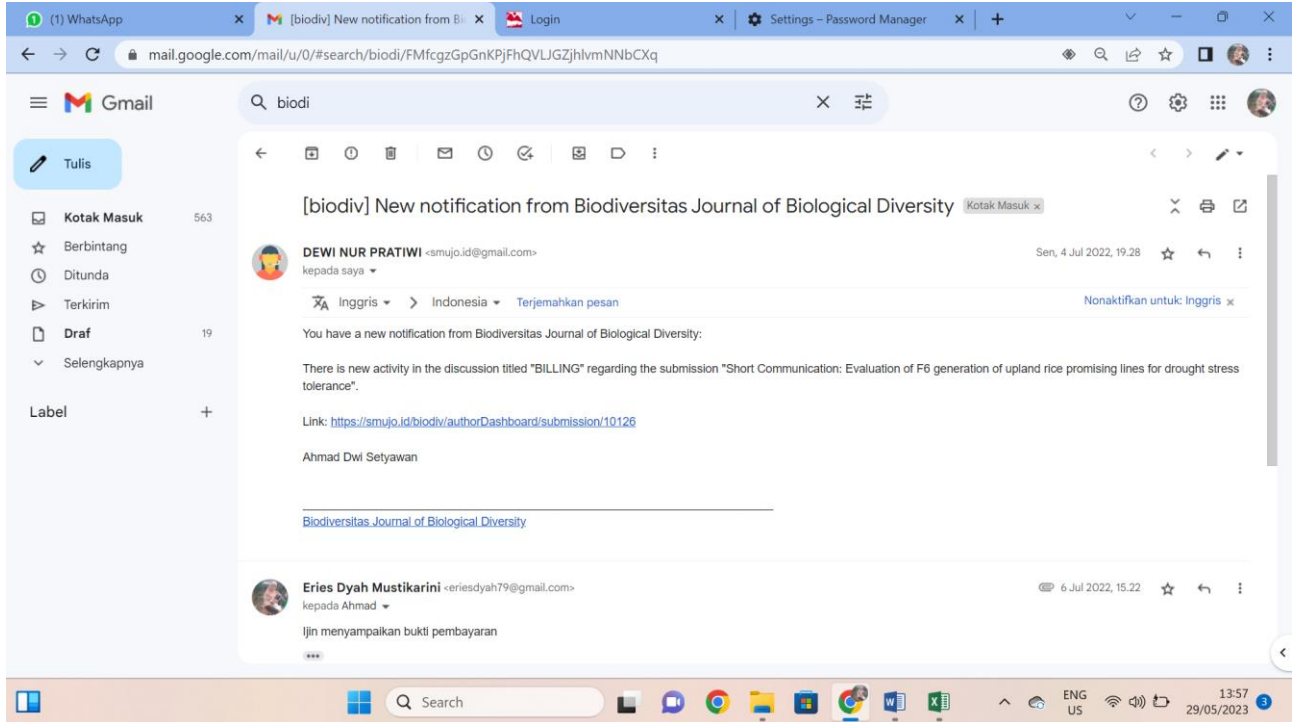 (1) WhatsApp
[biodiv] New notification from Bi
Login
Settings – Password Manager
mail.google.com/mail/u/0/#search/biodi/FMfcgzGpGnKPjFhQVLJGZjhlvmNNbCXq
Gmail
biodi
Tulis
Kotak Masuk 563
Berbintang
Ditunda
Terkirim
Draf 19
Selengkapnya
Label
[biodiv] New notification from Biodiversitas Journal of Biological Diversity Kotak Masuk x
DEWI NUR PRATIWI <smujo.id@gmail.com> Sen, 4 Jul 2022, 19.28
kepada saya
Inggris > Indonesia Terjemahkan pesan Nonaktifkan untuk: Inggris x
You have a new notification from Biodiversitas Journal of Biological Diversity:
There is new activity in the discussion titled "BILLING" regarding the submission "Short Communication: Evaluation of F6 generation of upland rice promising lines for drought stress
tolerance".
Link: https://smujo.id/biodiv/authorDashboard/submission/10126
Ahmad Dwi Setyawan
Biodiversitas Journal of Biological Diversity
Eries Dyah Mustikarini <eriesdyah79@gmail.com> 6 Jul 2022, 15.22
kepada Ahmad
Ijin menyampaikan bukti pembayaran
Search
ENG
US
13:57
29/05/2023
3